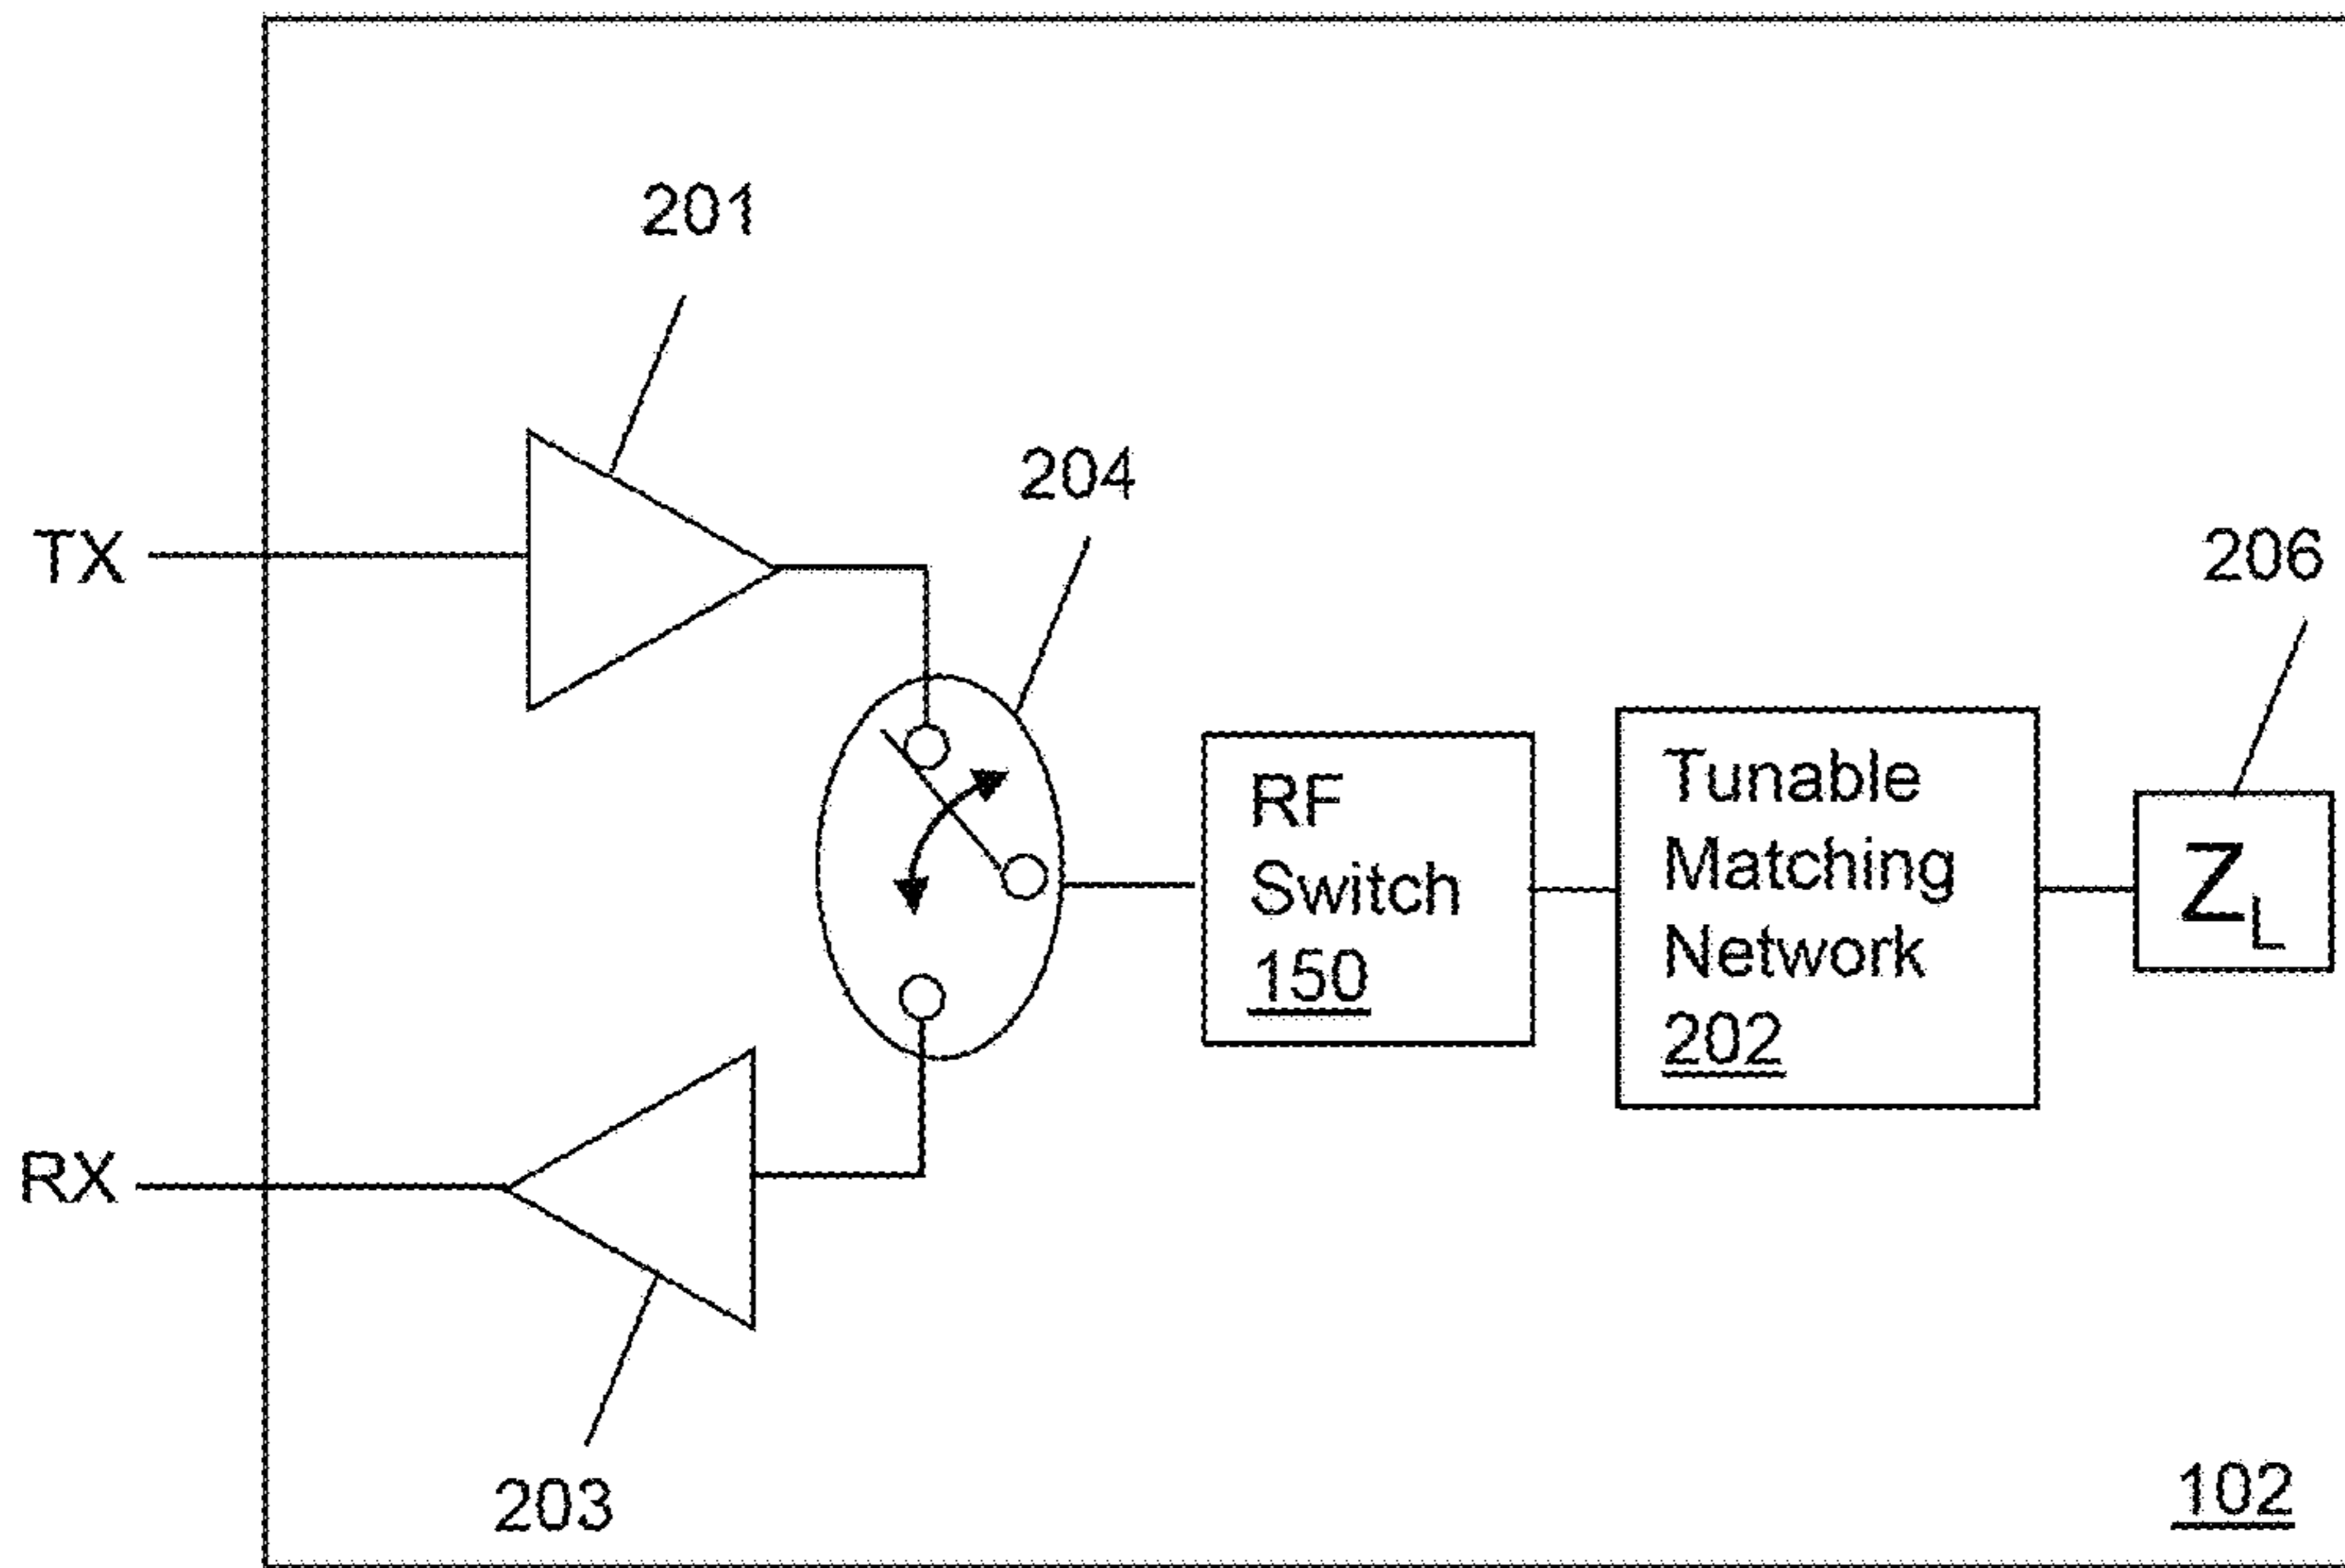 201
204
TX
206
RF
Switch
150
Tunable
Matching
Network
202
ZL
RX
203
102